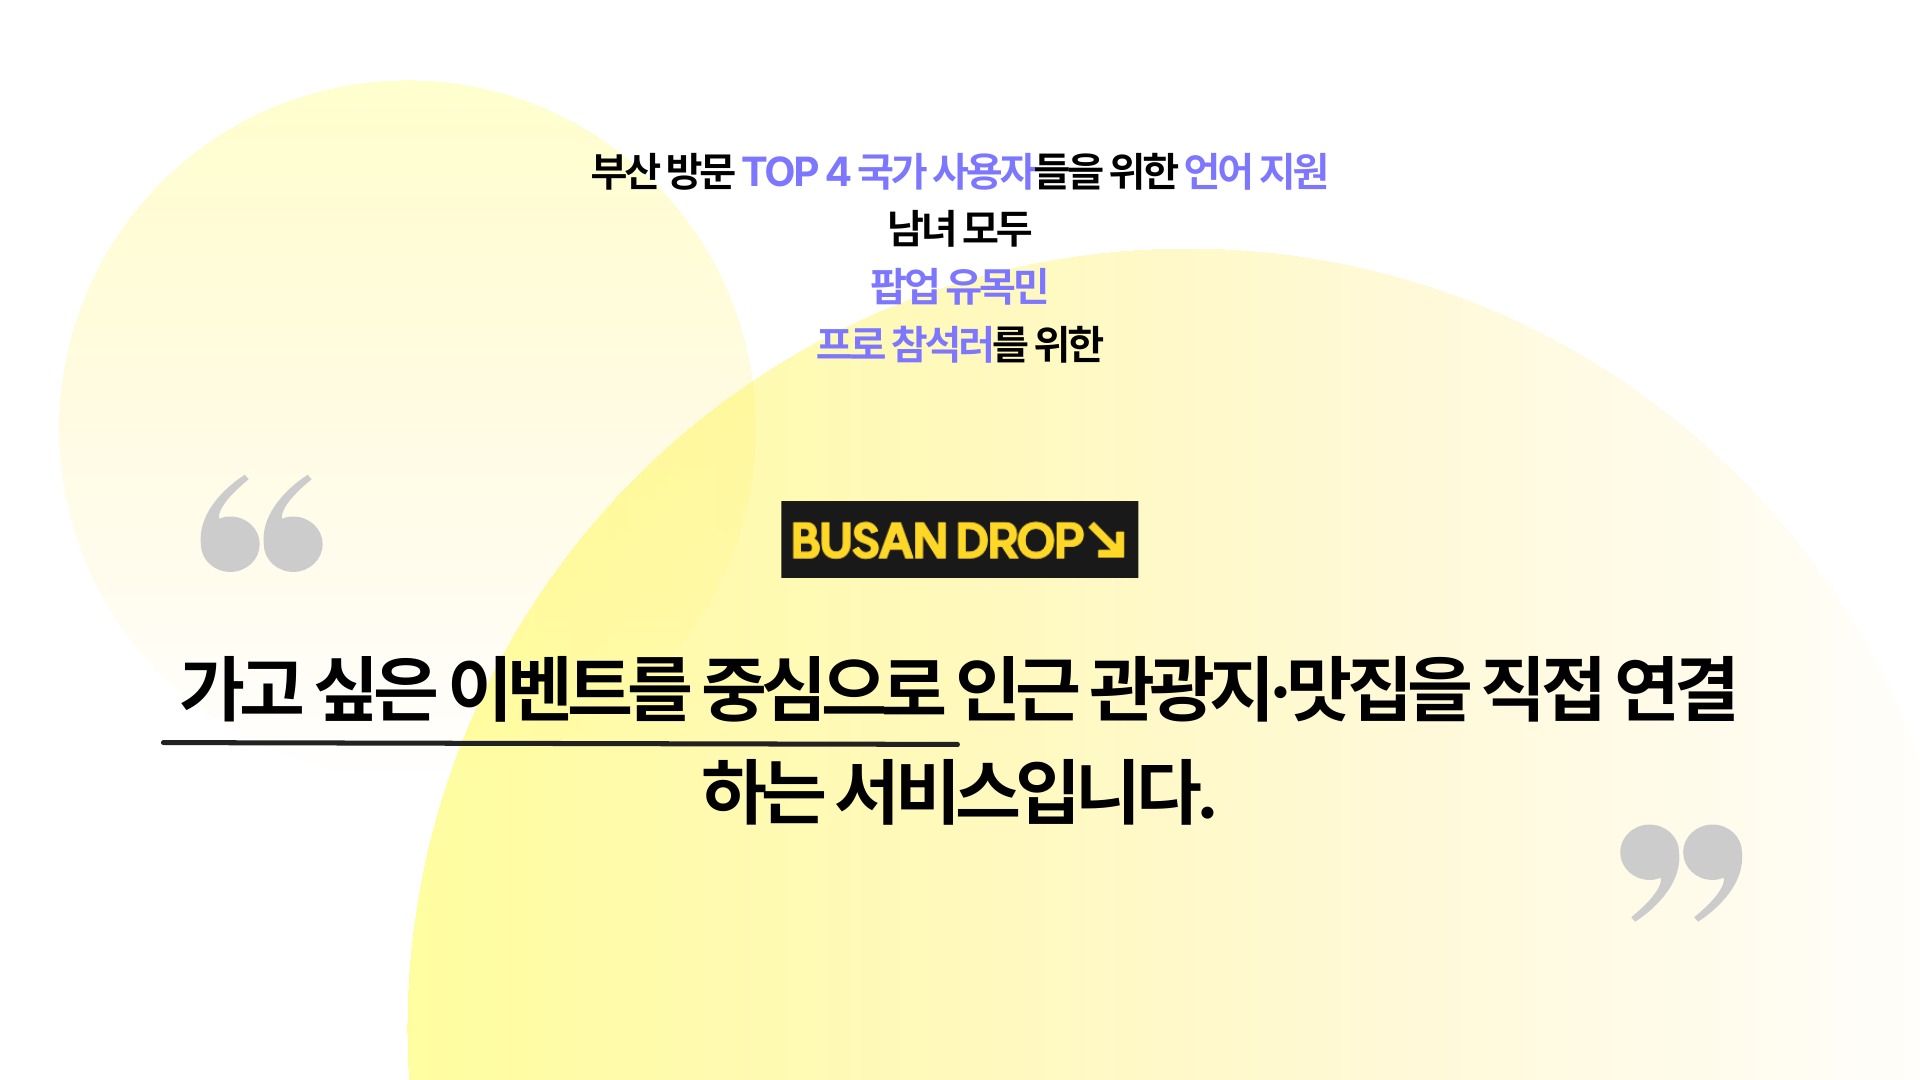 부산 방문 TOP 4 국가 사용자들을 위한 언어 지원
남녀 모두
팝업 유목민
프로 참석러를 위한
“
BUSAN DROP↘
가고 싶은 이벤트를 중심으로 인근 관광지·맛집을 직접 연결
하는 서비스입니다.
”